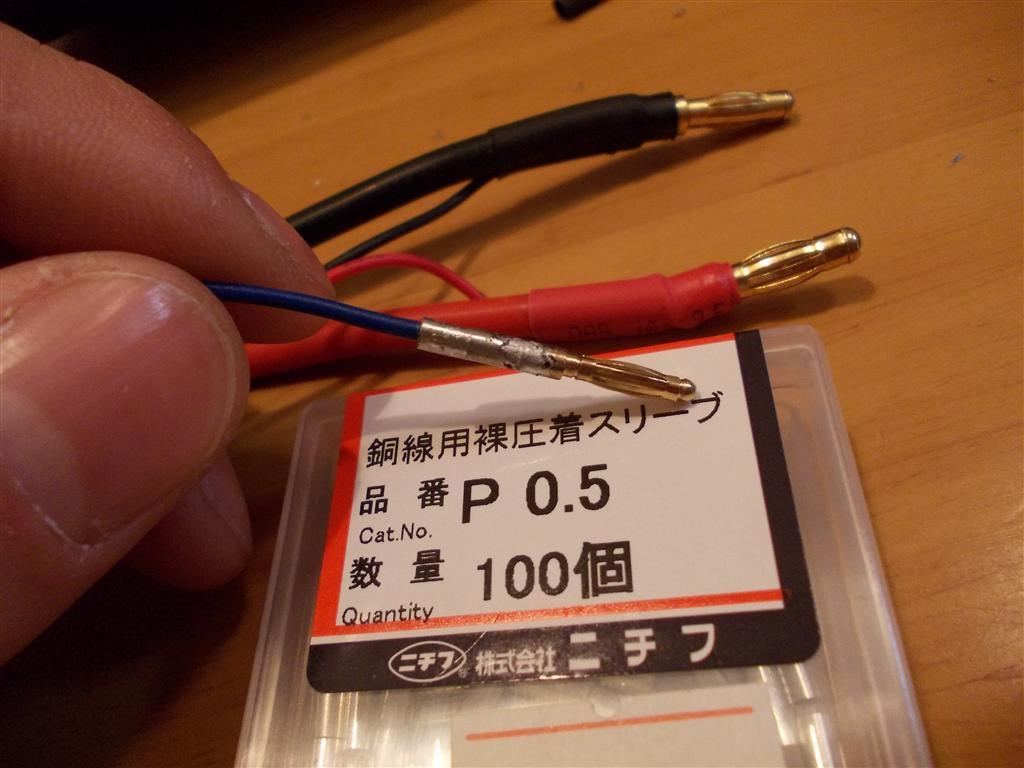 銅線用裸圧着スリーブ
品番 P 0.5
Cat.No.
数量 100個
Quantity
ニチフ® 株式会社 ニチフ